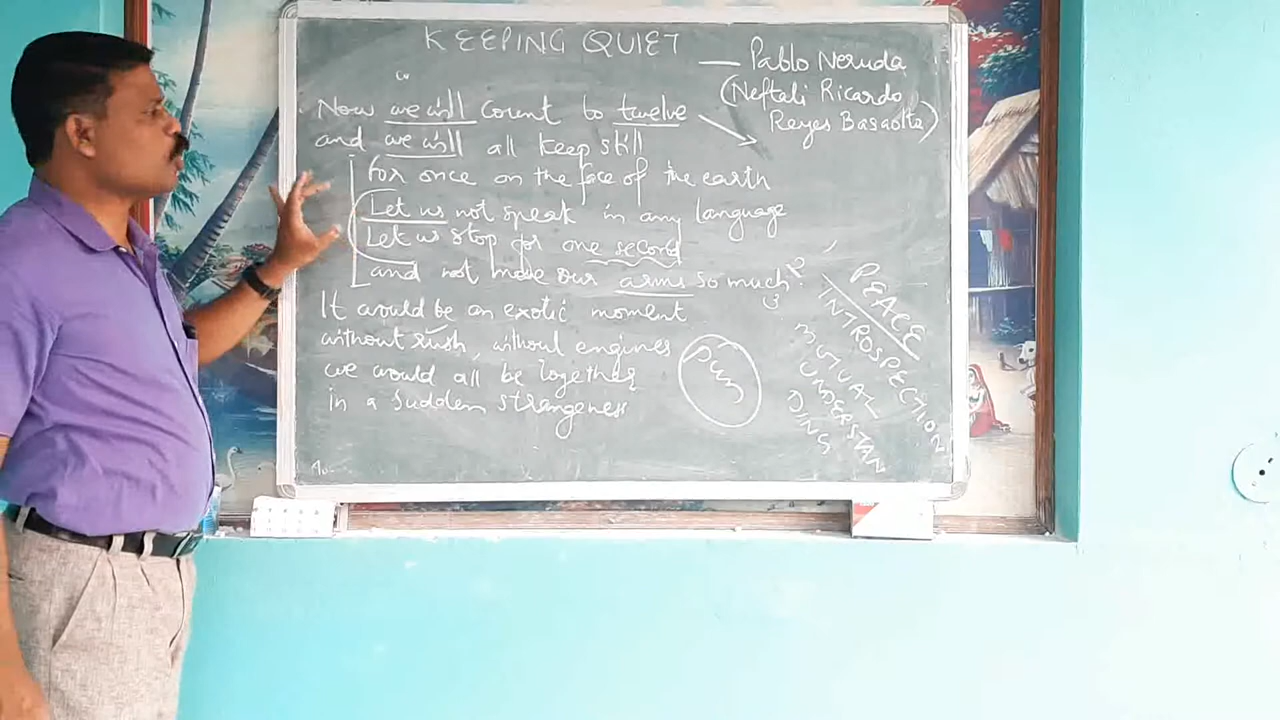 KEEPING QUIET
— Pablo Neruda
(Neftali Ricardo
Reyes Basaolta)
Now we will count to twelve
and we will all keep still
For once on the face of the earth
Let us not speak in any language
Let us stop for one second
and not move our arms so much.
It would be an exotic moment
without rush, without engines
we would all be together
in a sudden strangeness
PEACE
INTROSPECTION
MUTUAL
UNDERSTAN
DING